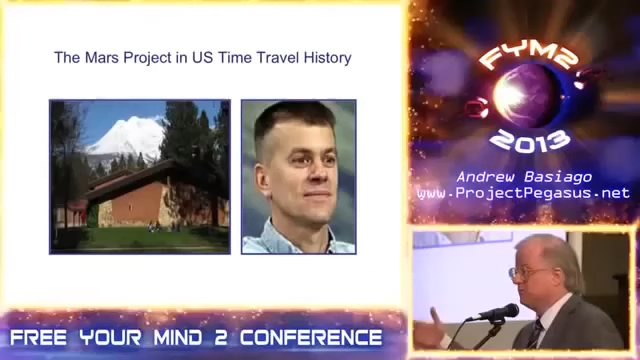 The Mars Project in US Time Travel History
FYM2
2013
Andrew Basiago
www.ProjectPegasus.net
FREE YOUR MIND 2 CONFERENCE